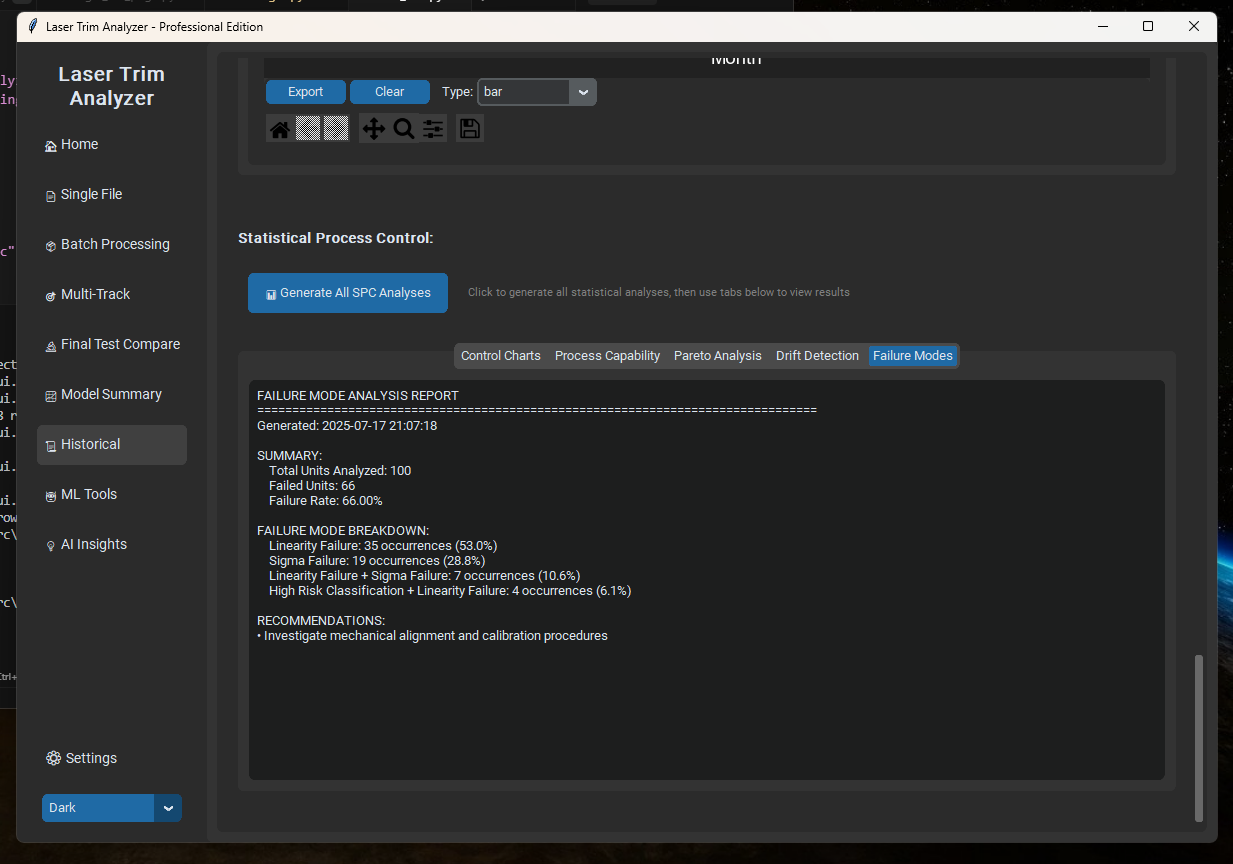 Laser Trim Analyzer - Professional Edition
Laser Trim
Analyzer
Home
Single File
Batch Processing
Multi-Track
Final Test Compare
Model Summary
Historical
ML Tools
AI Insights
Settings
Dark
Month
Export
Clear
Type:
bar
Statistical Process Control:
Generate All SPC Analyses
Click to generate all statistical analyses, then use tabs below to view results
Control Charts
Process Capability
Pareto Analysis
Drift Detection
Failure Modes
FAILURE MODE ANALYSIS REPORT
================================================================================
Generated: 2025-07-17 21:07:18
SUMMARY:
Total Units Analyzed: 100
Failed Units: 66
Failure Rate: 66.00%
FAILURE MODE BREAKDOWN:
Linearity Failure: 35 occurrences (53.0%)
Sigma Failure: 19 occurrences (28.8%)
Linearity Failure + Sigma Failure: 7 occurrences (10.6%)
High Risk Classification + Linearity Failure: 4 occurrences (6.1%)
RECOMMENDATIONS:
• Investigate mechanical alignment and calibration procedures